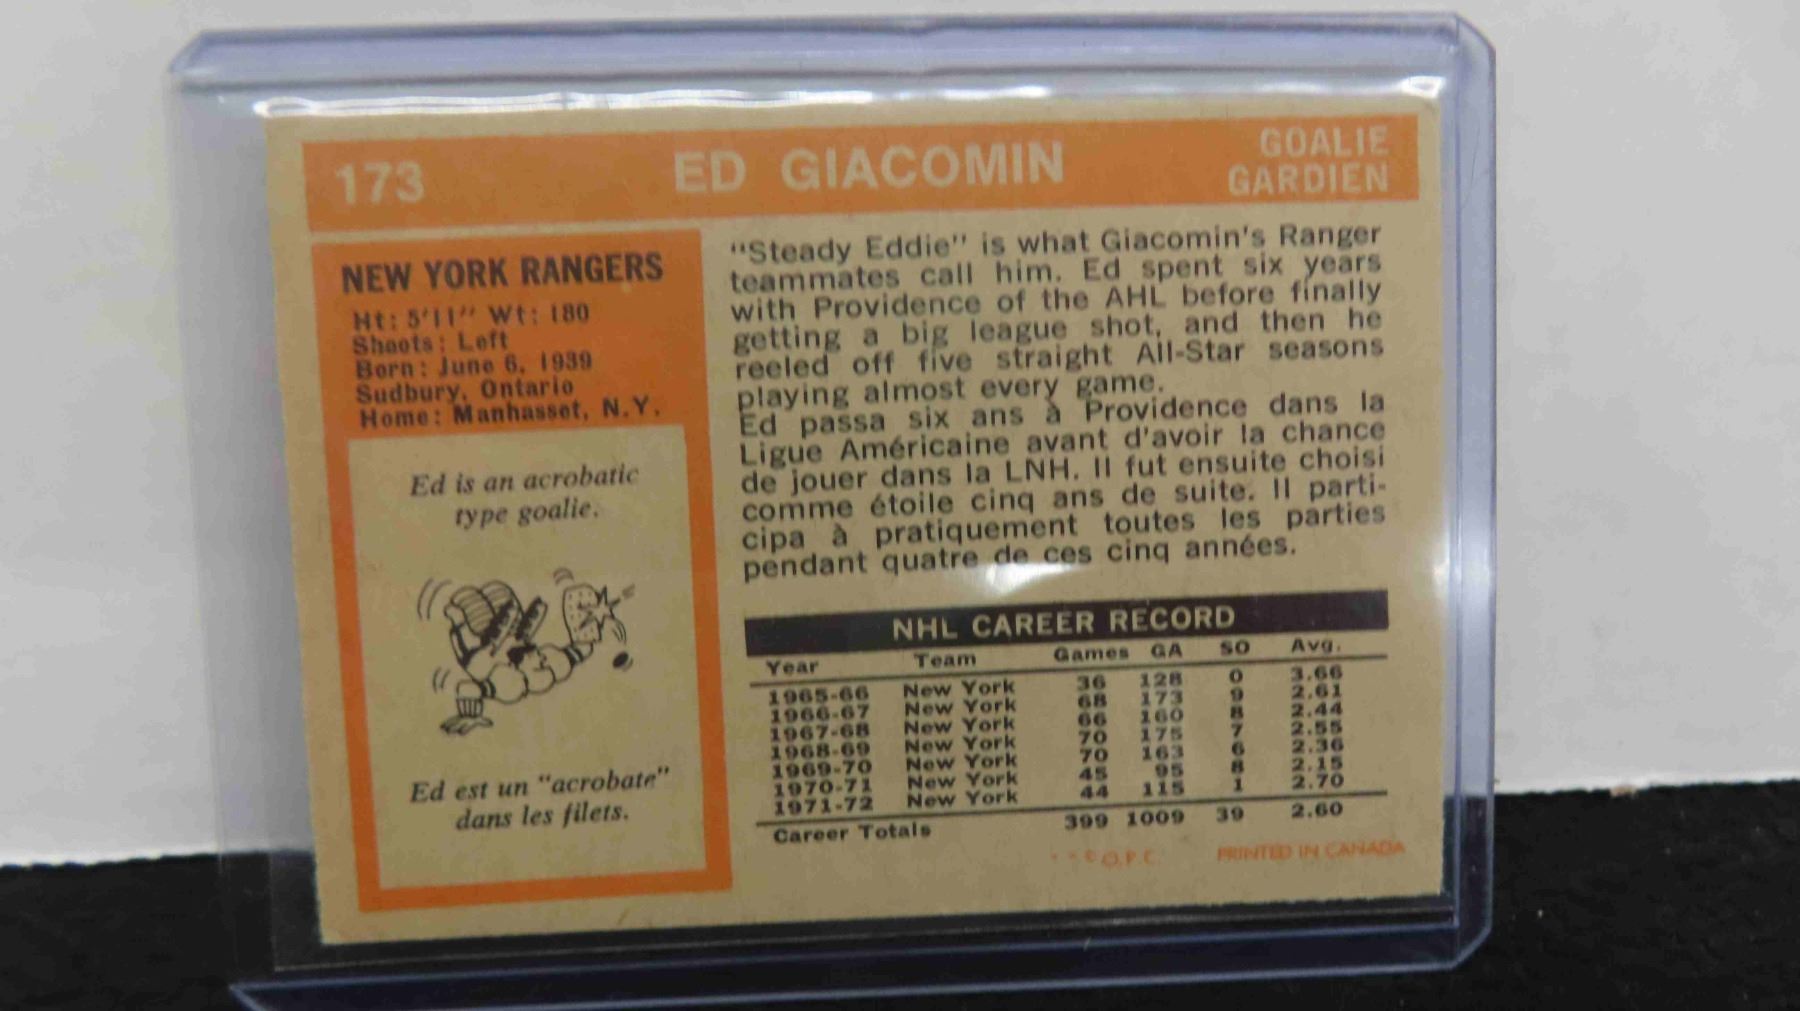 173 ED GIACOMIN GOALIE
GARDIEN
NEW YORK RANGERS
Ht: 5'11" Wt: 180
Shoots: Left
Born: June 6, 1939
Sudbury, Ontario
Home: Manhasset, N.Y.
Ed is an acrobatic
type goalie.
Ed est un "acrobate"
dans les filets.
"Steady Eddie" is what Giacomin's Ranger
teammates call him. Ed spent six years
with Providence of the AHL before finally
getting a big league shot, and then he
reeled off five straight All-Star seasons
playing almost every game.
Ed passa six ans à Providence dans la
Ligue Américaine avant d'avoir la chance
de jouer dans la LNH. Il fut ensuite choisi
comme étoile cinq ans de suite. Il parti-
cipa à pratiquement toutes les parties
pendant quatre de ces cinq années.
NHL CAREER RECORD
Year Team Games GA SO Avg.
1965-66 New York 36 128 0 3.66
1966-67 New York 68 173 9 2.61
1967-68 New York 66 160 8 2.44
1968-69 New York 70 175 7 2.55
1969-70 New York 70 163 6 2.36
1970-71 New York 45 95 8 2.15
1971-72 New York 44 115 1 2.70
Career Totals 399 1009 39 2.60
* * © O.P.C. PRINTED IN CANADA